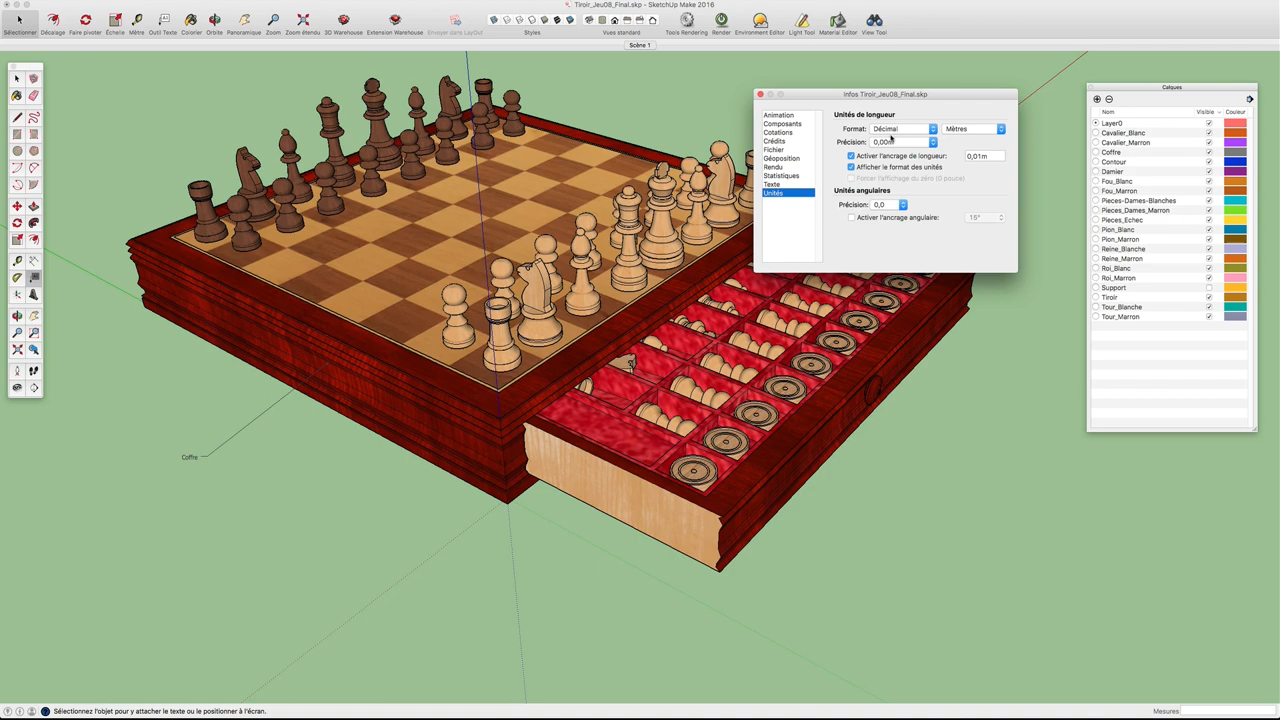 Tiroir_Jeu08_Final.skp - SketchUp Make 2016
Sélectionner Décalage Faire pivoter Échelle Mètre Outil Texte Colorier Orbite Panoramique Zoom Zoom étendu 3D Warehouse Extension Warehouse Envoyer dans LayOut Styles Vues standard Tools Rendering Render Environment Editor Light Tool Material Editor View Tool
Scène 1
Infos Tiroir_Jeu08_Final.skp
Animation
Composants
Cotations
Crédits
Fichier
Géoposition
Rendu
Statistiques
Texte
Unités
Unités de longueur
Format: Décimal Mètres
Précision: 0,00m
Activer l'ancrage de longueur: 0,01m
Afficher le format des unités
Forcer l'affichage du zéro (0 pouce)
Unités angulaires
Précision: 0,0
Activer l'ancrage angulaire: 15°
Calques
Nom Visible Couleur
Layer0
Cavalier_Blanc
Cavalier_Marron
Coffre
Contour
Damier
Fou_Blanc
Fou_Marron
Pieces-Dames-Blanches
Pieces_Dames_Marron
Pieces_Echec
Pion_Blanc
Pion_Marron
Reine_Blanche
Reine_Marron
Roi_Blanc
Roi_Marron
Support
Tiroir
Tour_Blanche
Tour_Marron
Coffre
Sélectionnez l'objet pour y attacher le texte ou le positionner à l'écran.
Mesures